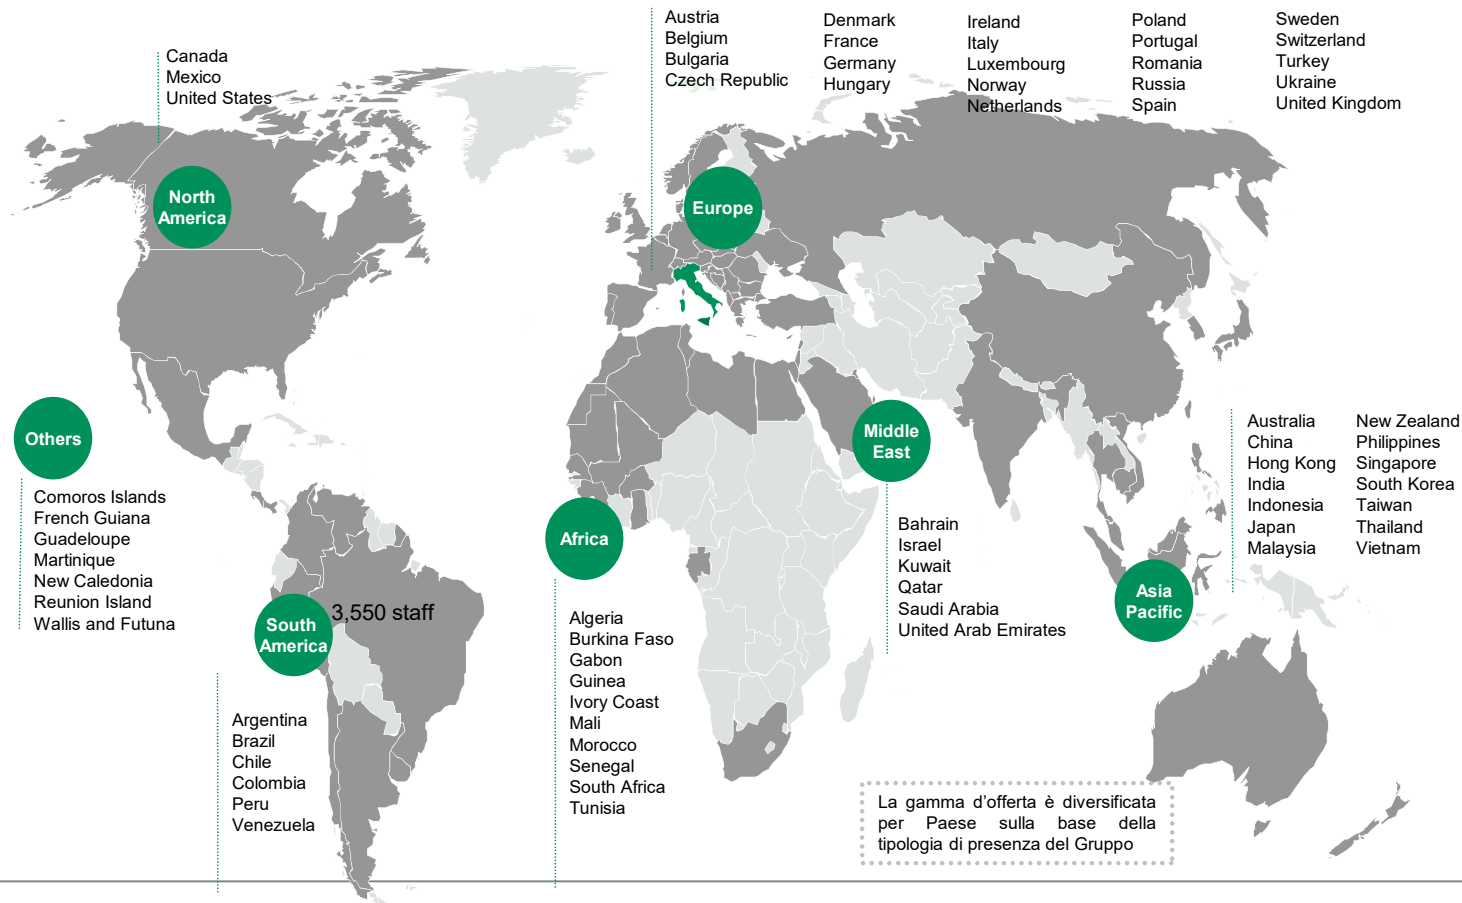 Austria
Belgium
Bulgaria
Czech Republic
Denmark
France
Germany
Hungary
Ireland
Italy
Luxembourg
Norway
Netherlands
Poland
Portugal
Romania
Russia
Spain
Sweden
Switzerland
Turkey
Ukraine
United Kingdom
Canada
Mexico
United States
North
America
Europe
Others
Comoros Islands
French Guiana
Guadeloupe
Martinique
New Caledonia
Reunion Island
Wallis and Futuna
Middle
East
Bahrain
Israel
Kuwait
Qatar
Saudi Arabia
United Arab Emirates
Australia
China
Hong Kong
India
Indonesia
Japan
Malaysia
New Zealand
Philippines
Singapore
South Korea
Taiwan
Thailand
Vietnam
Asia
Pacific
Africa
Algeria
Burkina Faso
Gabon
Guinea
Ivory Coast
Mali
Morocco
Senegal
South Africa
Tunisia
3,550 staff
South
America
Argentina
Brazil
Chile
Colombia
Peru
Venezuela
La gamma d'offerta è diversificata
per Paese sulla base della
tipologia di presenza del Gruppo